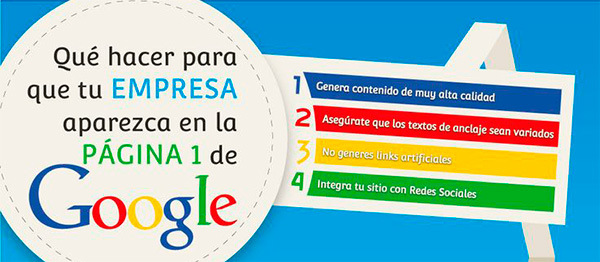 Qué hacer para
que tu EMPRESA
aparezca en la
PÁGINA 1 de
Google
1 Genera contenido de muy alta calidad
2 Asegúrate que los textos de anclaje sean variados
3 No generes links artificiales
4 Integra tu sitio con Redes Sociales